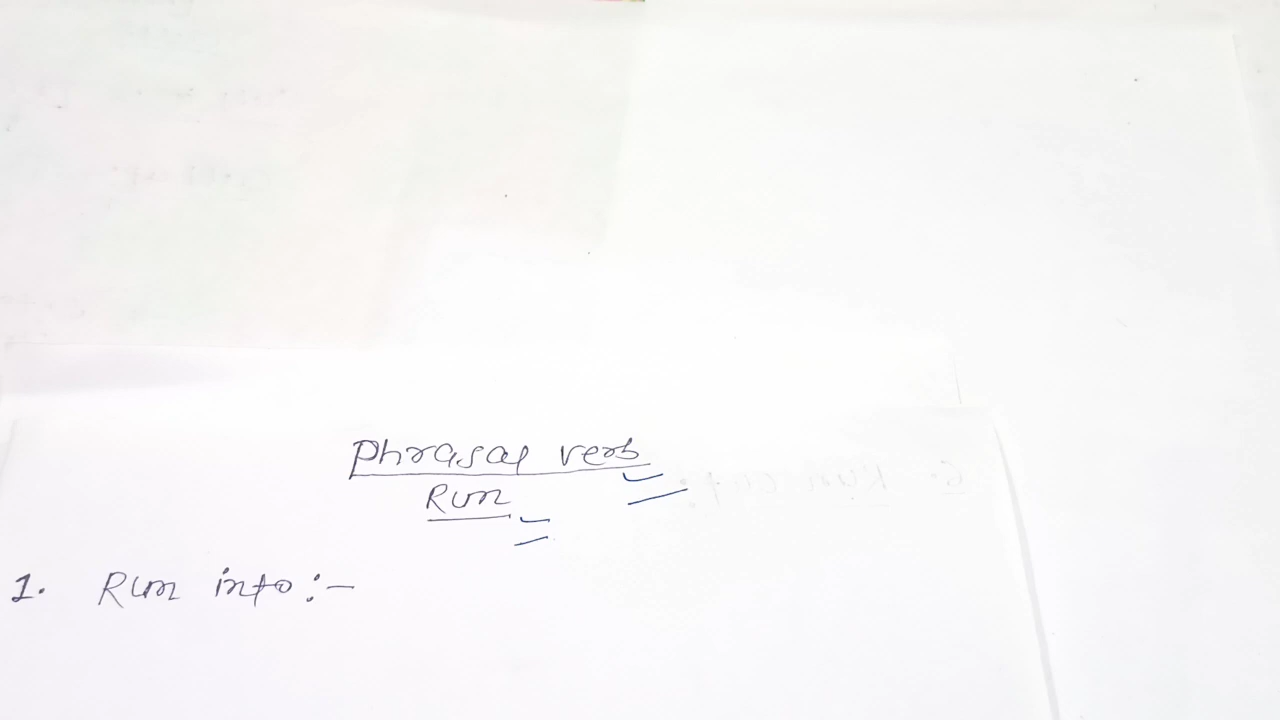 Phrasal verb
Run
1. Run into :-